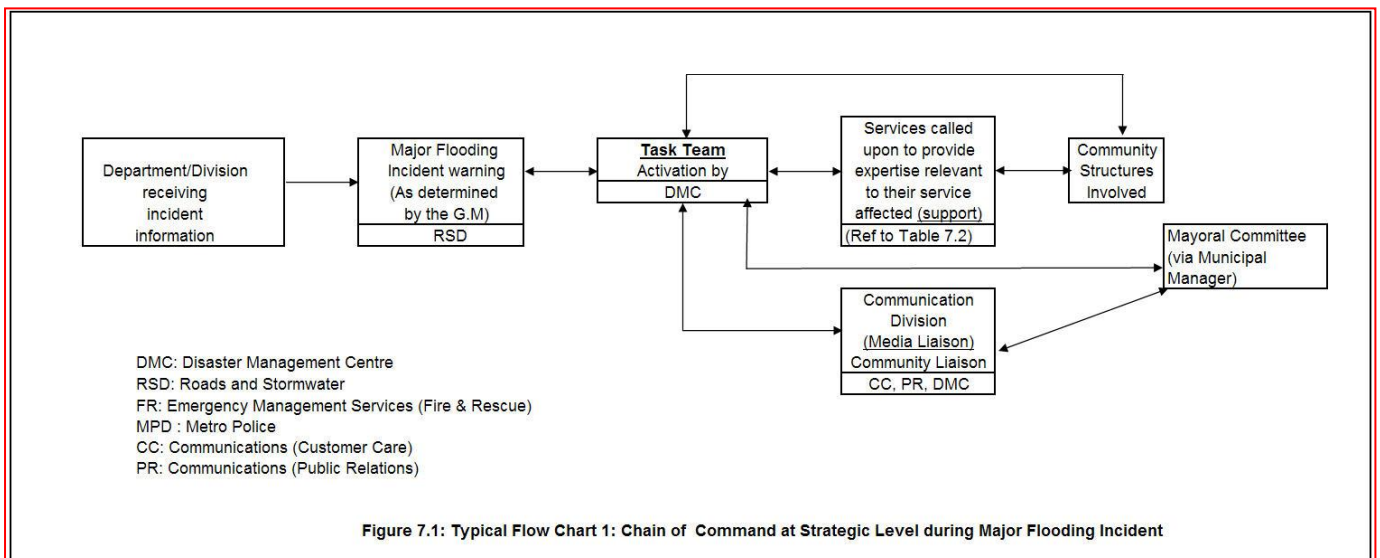 Department/Division
receiving
incident
information
Major Flooding
Incident warning
(As determined
by the G.M)
RSD
Task Team
Activation by
DMC
Services called
upon to provide
expertise relevant
to their service
affected (support)
(Ref to Table 7.2)
Community
Structures
Involved
Mayoral Committee
(via Municipal
Manager)
Communication
Division
(Media Liaison)
Community Liaison
CC, PR, DMC
DMC: Disaster Management Centre
RSD: Roads and Stormwater
FR: Emergency Management Services (Fire & Rescue)
MPD : Metro Police
CC: Communications (Customer Care)
PR: Communications (Public Relations)
Figure 7.1: Typical Flow Chart 1: Chain of Command at Strategic Level during Major Flooding Incident